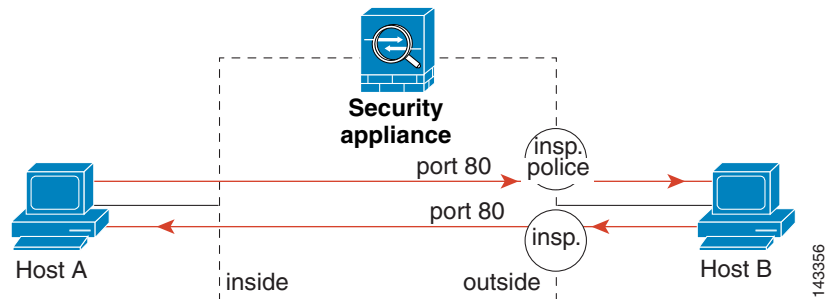 Security
appliance
insp.
police
port 80
port 80
insp.
Host A
inside
outside
Host B
143356